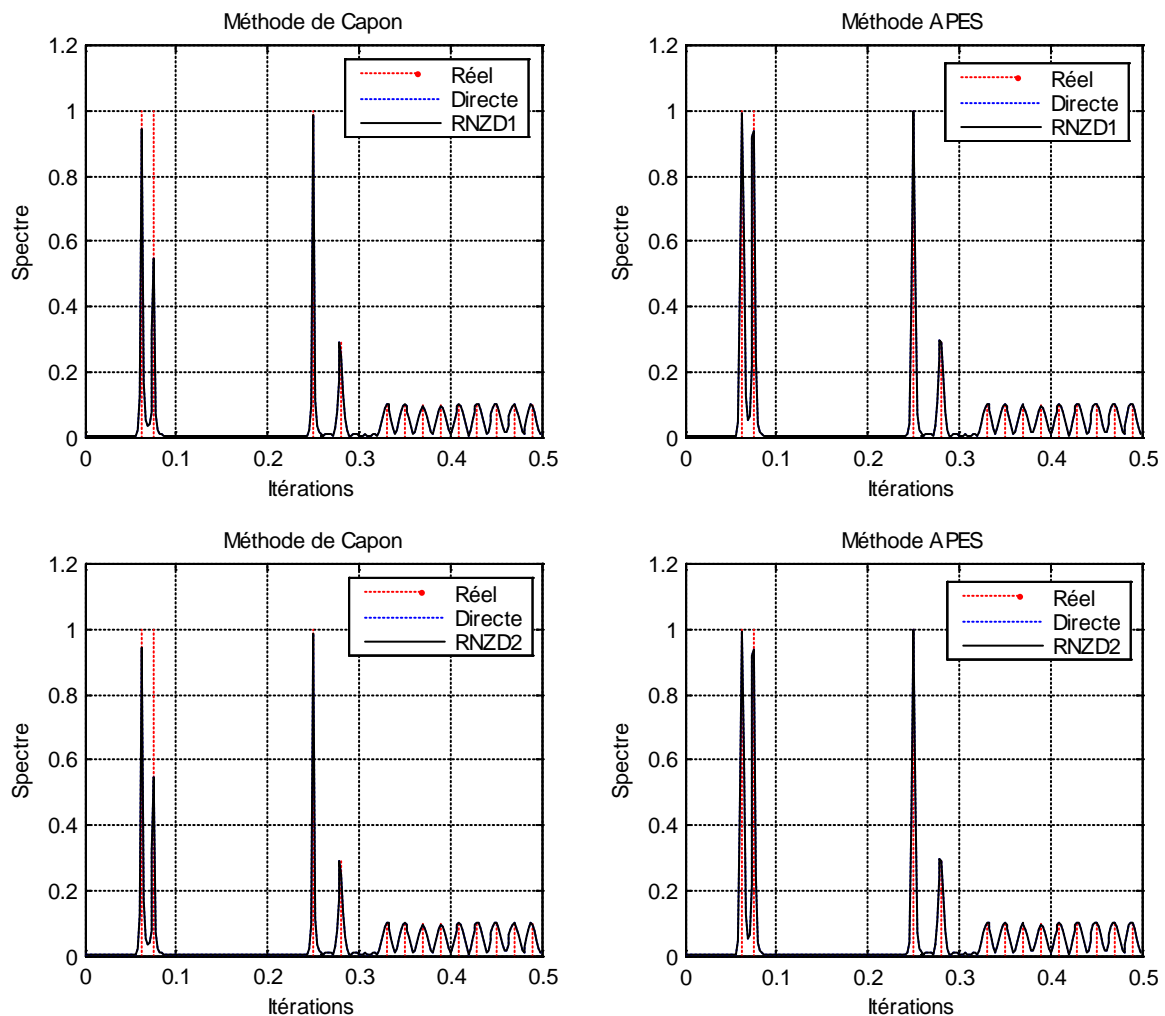 Méthode de Capon
1.2
1
0.8
0.6
0.4
0.2
0
Spectre
Réel
Directe
RNZD1
0 0.1 0.2 0.3 0.4 0.5
Itérations
Méthode APES
1.2
1
0.8
0.6
0.4
0.2
0
Spectre
Réel
Directe
RNZD1
0 0.1 0.2 0.3 0.4 0.5
Itérations
Méthode de Capon
1.2
1
0.8
0.6
0.4
0.2
0
Spectre
Réel
Directe
RNZD2
0 0.1 0.2 0.3 0.4 0.5
Itérations
Méthode APES
1.2
1
0.8
0.6
0.4
0.2
0
Spectre
Réel
Directe
RNZD2
0 0.1 0.2 0.3 0.4 0.5
Itérations